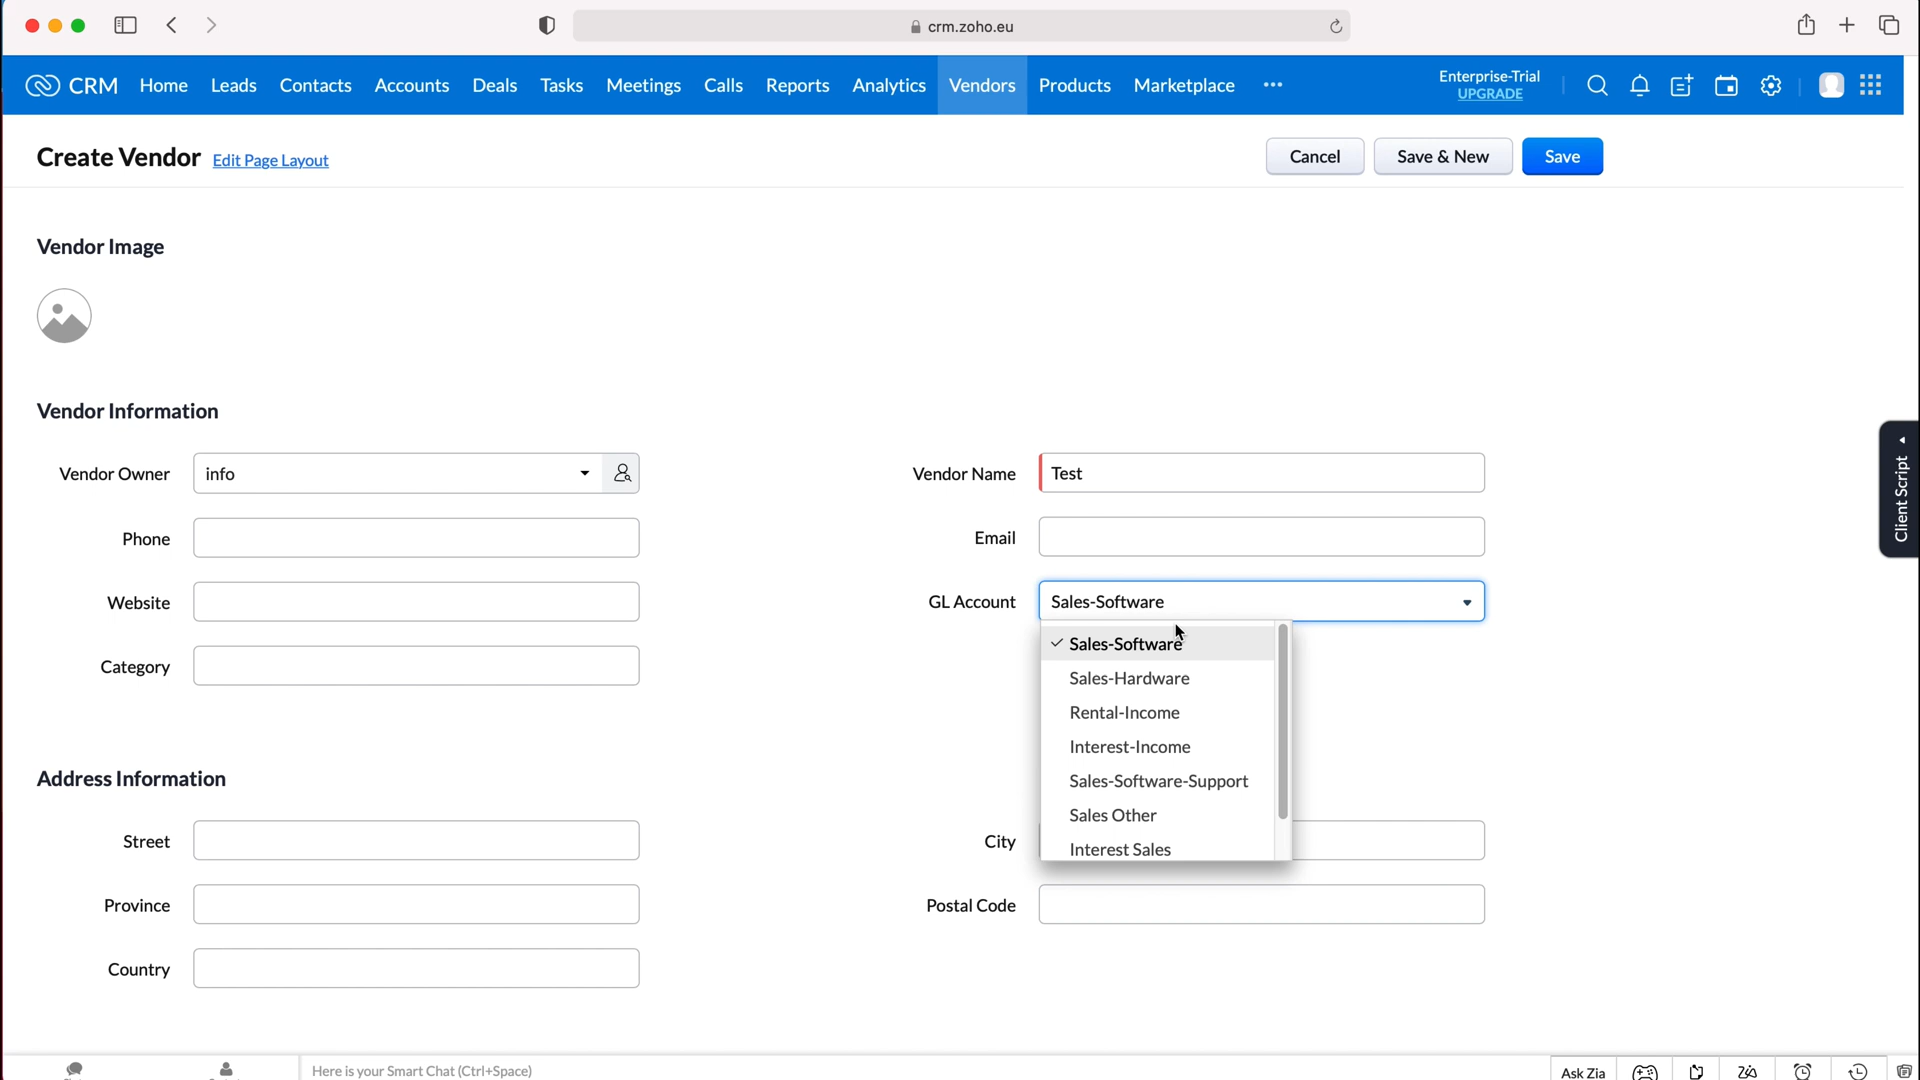 crm.zoho.eu
CRM Home Leads Contacts Accounts Deals Tasks Meetings Calls Reports Analytics Vendors Products Marketplace ••• Enterprise-Trial
UPGRADE
Create Vendor Edit Page Layout Cancel Save & New Save
Vendor Image
Vendor Information
Vendor Owner info Vendor Name Test
Phone Email
Website GL Account Sales-Software
Category
Sales-Software
Sales-Hardware
Rental-Income
Interest-Income
Sales-Software-Support
Sales Other
Interest Sales
Client Script
Address Information
Street City
Province Postal Code
Country
Here is your Smart Chat (Ctrl+Space) Ask Zia